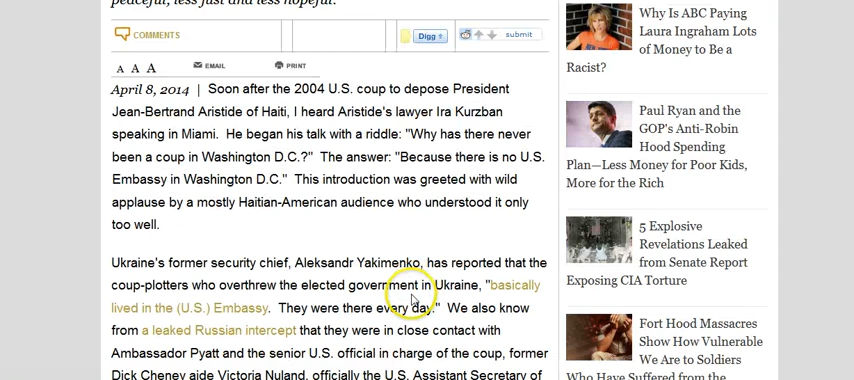 peaceful, less just and less hopeful.
COMMENTS
Digg
submit
A A A
EMAIL
PRINT
April 8, 2014 | Soon after the 2004 U.S. coup to depose President
Jean-Bertrand Aristide of Haiti, I heard Aristide's lawyer Ira Kurzban
speaking in Miami. He began his talk with a riddle: "Why has there never
been a coup in Washington D.C.?" The answer: "Because there is no U.S.
Embassy in Washington D.C." This introduction was greeted with wild
applause by a mostly Haitian-American audience who understood it only
too well.
Ukraine's former security chief, Aleksandr Yakimenko, has reported that the
coup-plotters who overthrew the elected government in Ukraine, "basically
lived in the (U.S.) Embassy. They were there every day." We also know
from a leaked Russian intercept that they were in close contact with
Ambassador Pyatt and the senior U.S. official in charge of the coup, former
Dick Cheney aide Victoria Nuland, officially the U.S. Assistant Secretary of
Why Is ABC Paying
Laura Ingraham Lots
of Money to Be a
Racist?
Paul Ryan and the
GOP's Anti-Robin
Hood Spending
Plan—Less Money for Poor Kids,
More for the Rich
5 Explosive
Revelations Leaked
from Senate Report
Exposing CIA Torture
Fort Hood Massacres
Show How Vulnerable
We Are to Soldiers
Who Have Suffered from the